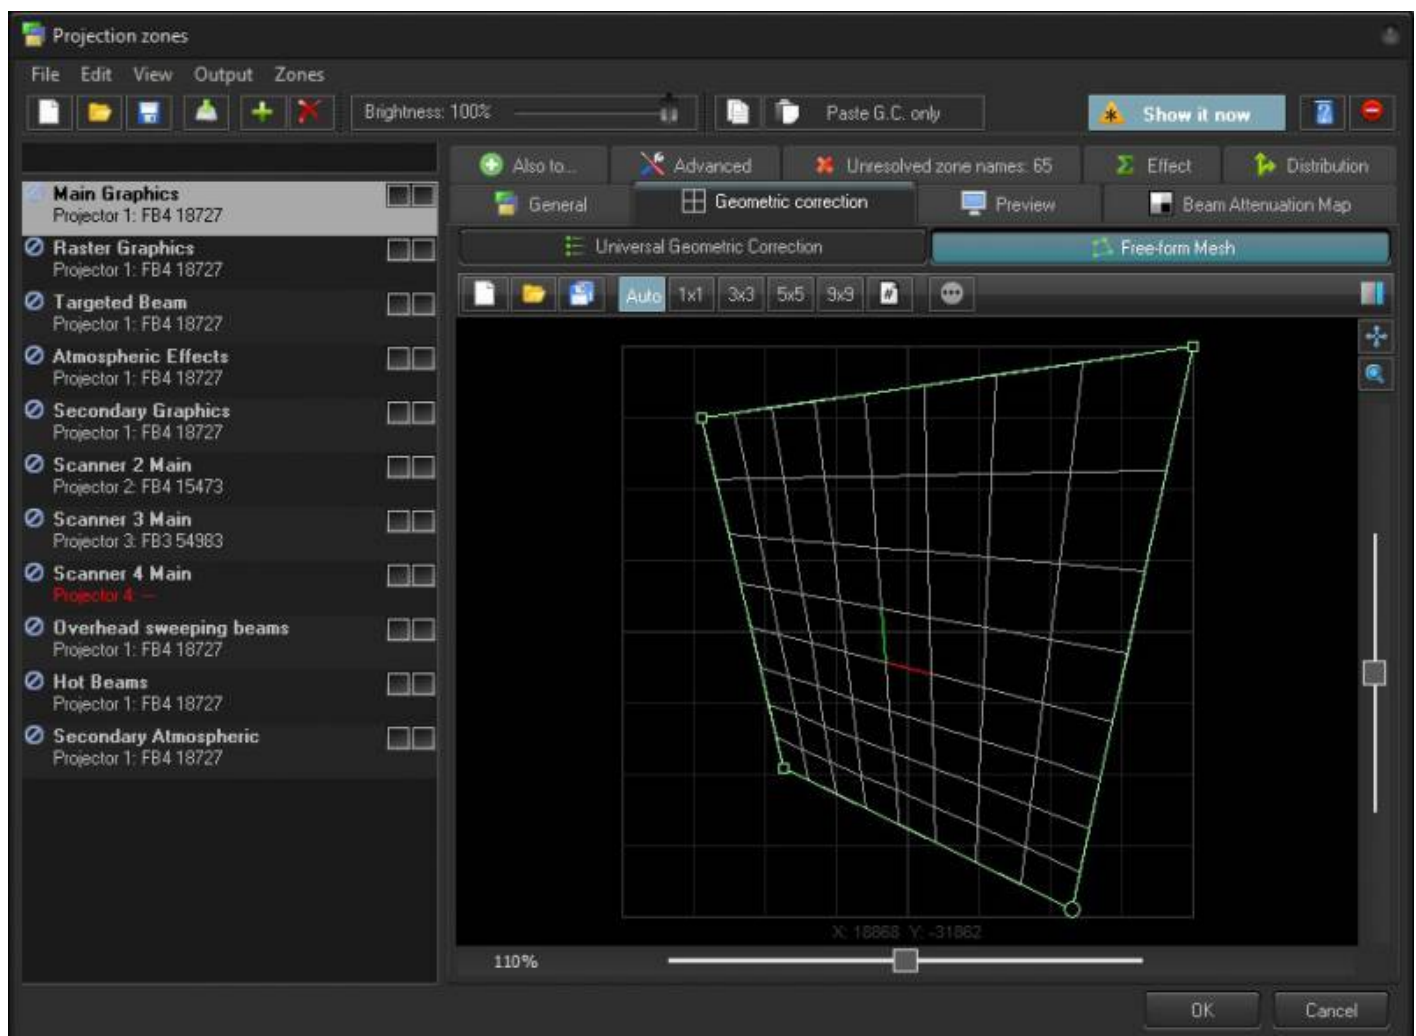 Projection zones
File Edit View Output Zones
Brightness: 100% Paste G.C. only Show it now
Also to... Advanced Unresolved zone names: 65 Effect Distribution
General Geometric correction Preview Beam Attenuation Map
Universal Geometric Correction Free-form Mesh
Auto 1x1 3x3 5x5 9x9 #
Main Graphics
Projector 1: FB4 18727
Raster Graphics
Projector 1: FB4 18727
Targeted Beam
Projector 1: FB4 18727
Atmospheric Effects
Projector 1: FB4 18727
Secondary Graphics
Projector 1: FB4 18727
Scanner 2 Main
Projector 2: FB4 15473
Scanner 3 Main
Projector 3: FB3 54983
Scanner 4 Main
Projector 4: --
Overhead sweeping beams
Projector 1: FB4 18727
Hot Beams
Projector 1: FB4 18727
Secondary Atmospheric
Projector 1: FB4 18727
X: 18868 Y: -31862
110%
OK Cancel